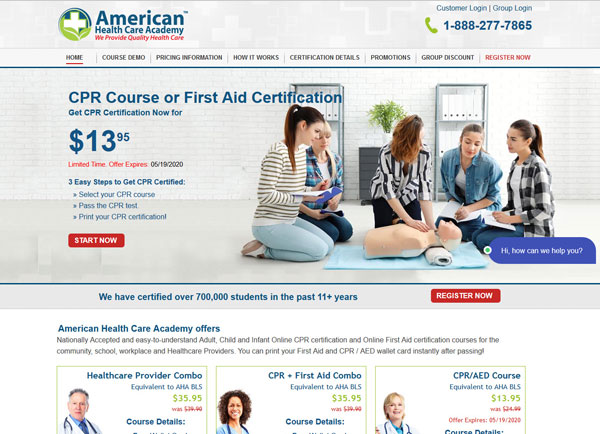 American™
Health Care Academy
We Provide Quality Health Care
Customer Login | Group Login
1-888-277-7865
HOME COURSE DEMO PRICING INFORMATION HOW IT WORKS CERTIFICATION DETAILS PROMOTIONS GROUP DISCOUNT REGISTER NOW
CPR Course or First Aid Certification
Get CPR Certification Now for
$13.95
Limited Time. Offer Expires: 05/19/2020
3 Easy Steps to Get CPR Certified:
» Select your CPR course
» Pass the CPR test.
» Print your CPR certification!
START NOW
Hi, how can we help you?
We have certified over 700,000 students in the past 11+ years
REGISTER NOW
American Health Care Academy offers
Nationally Accepted and easy-to-understand Adult, Child and Infant Online CPR certification and Online First Aid certification courses for the
community, school, workplace and Healthcare Providers. You can print your First Aid and CPR / AED wallet card instantly after passing!
Healthcare Provider Combo
Equivalent to AHA BLS
$35.95
was $39.90
Course Details:
CPR + First Aid Combo
Equivalent to AHA BLS
$35.95
was $39.90
Course Details:
CPR/AED Course
Equivalent to AHA BLS
$13.95
was $24.99
Offer Expires: 05/19/2020
Course Details: